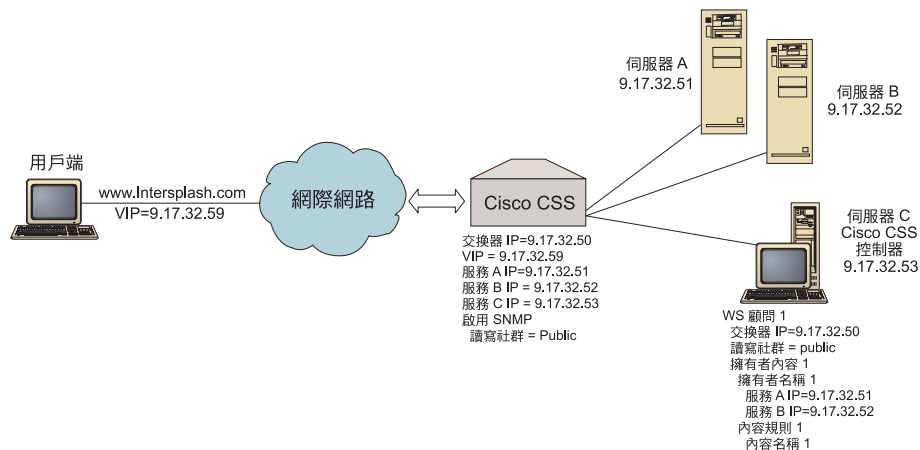 用戶端
www.Intersplash.com
VIP=9.17.32.59
網際網路
Cisco CSS
交換器 IP=9.17.32.50
VIP = 9.17.32.59
服務 A IP=9.17.32.51
服務 B IP = 9.17.32.52
服務 C IP = 9.17.32.53
啟用 SNMP
讀寫社群 = Public
伺服器 A
9.17.32.51
伺服器 B
9.17.32.52
伺服器 C
Cisco CSS
控制器
9.17.32.53
WS 顧問 1
交換器 IP=9.17.32.50
讀寫社群 = public
擁有者內容 1
擁有者名稱 1
服務 A IP=9.17.32.51
服務 B IP=9.17.32.52
內容規則 1
內容名稱 1